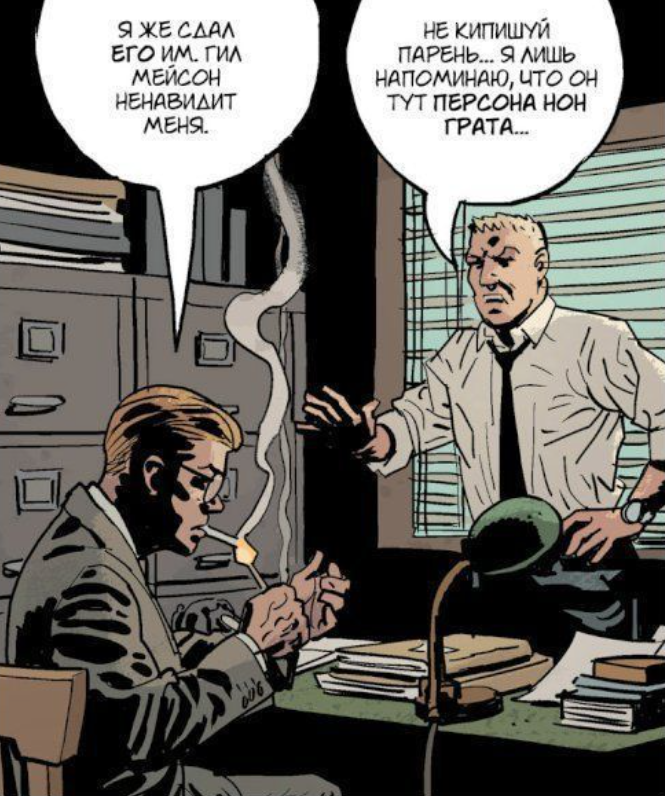 Я ЖЕ СДАЛ
ЕГО ИМ. ГИЛ
МЕЙСОН
НЕНАВИДИТ
МЕНЯ.
НЕ КИПИШУЙ
ПАРЕНЬ... Я ЛИШЬ
НАПОМИНАЮ, ЧТО ОН
ТУТ ПЕРСОНА НОН
ГРАТА...